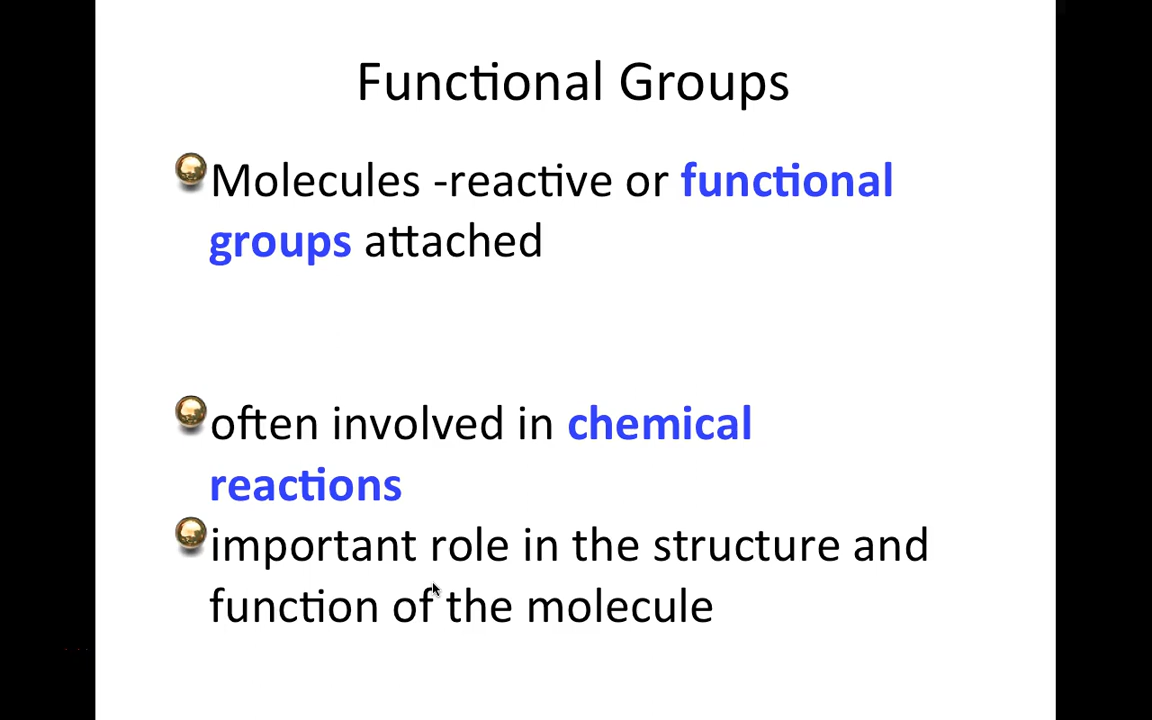 Functional Groups
Molecules -reactive or functional
groups attached
often involved in chemical
reactions
important role in the structure and
function of the molecule